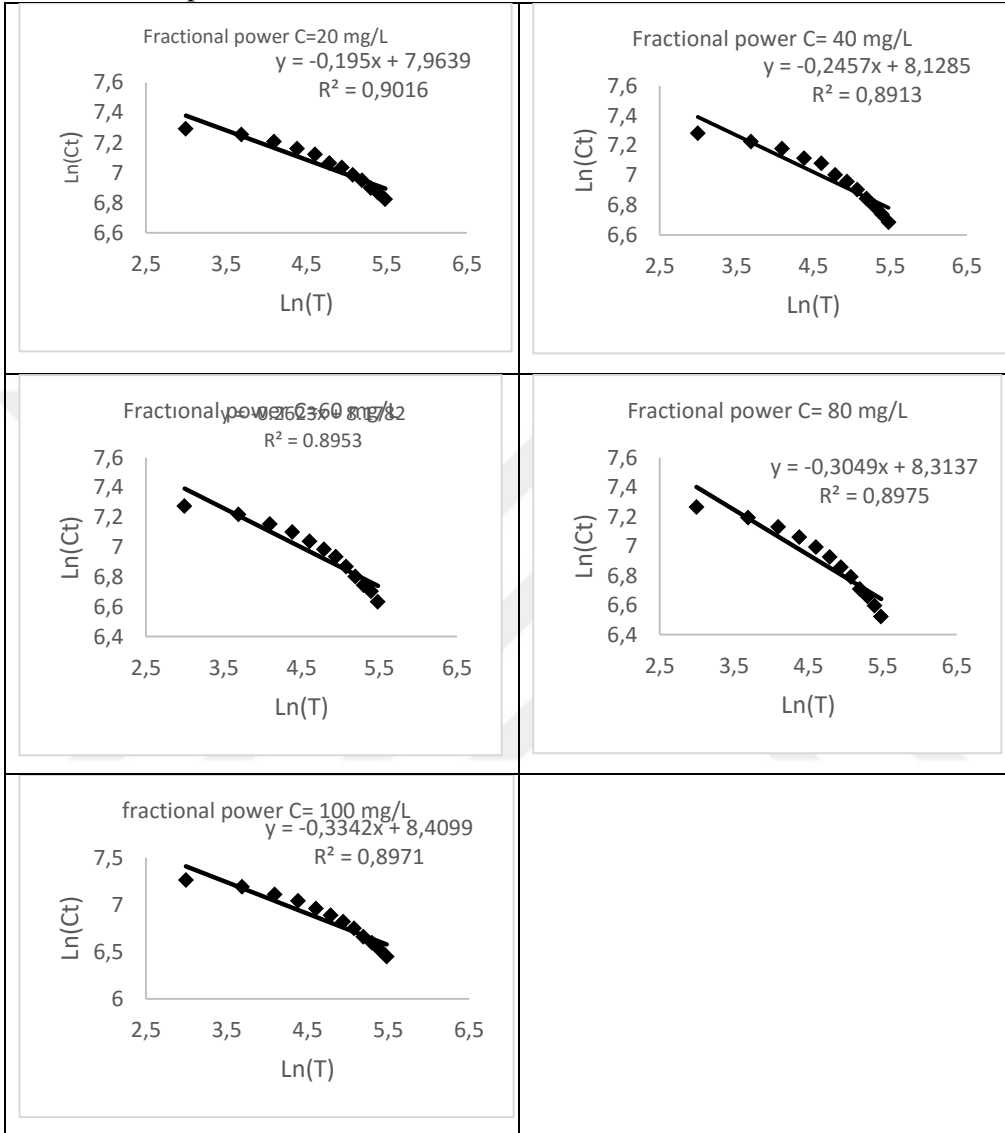 Fractional power C=20 mg/L
y = -0,195x + 7,9639
R² = 0,9016
7,6
7,4
7,2
7
6,8
6,6
Ln(Ct)
2,5 3,5 4,5 5,5 6,5
Ln(T)
Fractional power C= 40 mg/L
y = -0,2457x + 8,1285
R² = 0,8913
7,6
7,4
7,2
7
6,8
6,6
Ln(Ct)
2,5 3,5 4,5 5,5 6,5
Ln(T)
Fractional power C=60 mg/L
y = -0.2623x + 8.1782
R² = 0.8953
7,6
7,4
7,2
7
6,8
6,6
6,4
Ln(Ct)
2,5 3,5 4,5 5,5 6,5
Ln(T)
Fractional power C= 80 mg/L
y = -0,3049x + 8,3137
R² = 0,8975
7,6
7,4
7,2
7
6,8
6,6
6,4
Ln(Ct)
2,5 3,5 4,5 5,5 6,5
Ln(T)
fractional power C= 100 mg/L
y = -0,3342x + 8,4099
R² = 0,8971
7,5
7
6,5
6
Ln(Ct)
2,5 3,5 4,5 5,5 6,5
Ln(T)